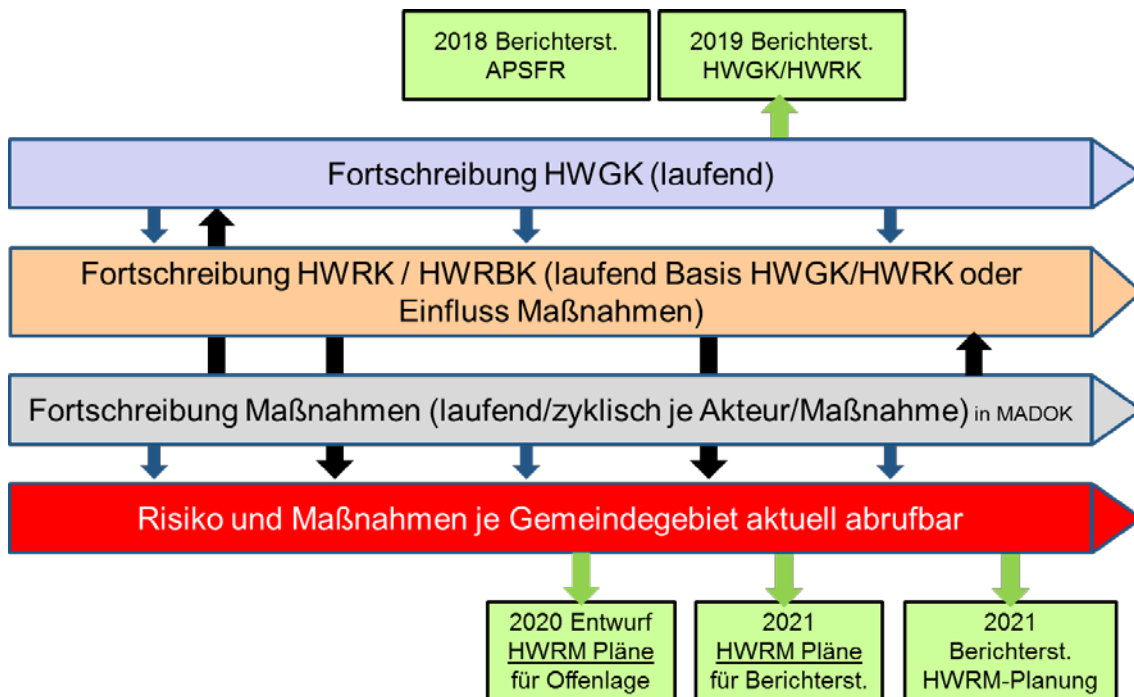 2018 Berichterst.
APSFR
2019 Berichterst.
HWGK/HWRK
Fortschreibung HWGK (laufend)
Fortschreibung HWRK / HWRBK (laufend Basis HWGK/HWRK oder
Einfluss Maßnahmen)
Fortschreibung Maßnahmen (laufend/zyklisch je Akteur/Maßnahme) in MADOK
Risiko und Maßnahmen je Gemeindegebiet aktuell abrufbar
2020 Entwurf
HWRM Pläne
für Offenlage
2021
HWRM Pläne
für Berichterst.
2021
Berichterst.
HWRM-Planung